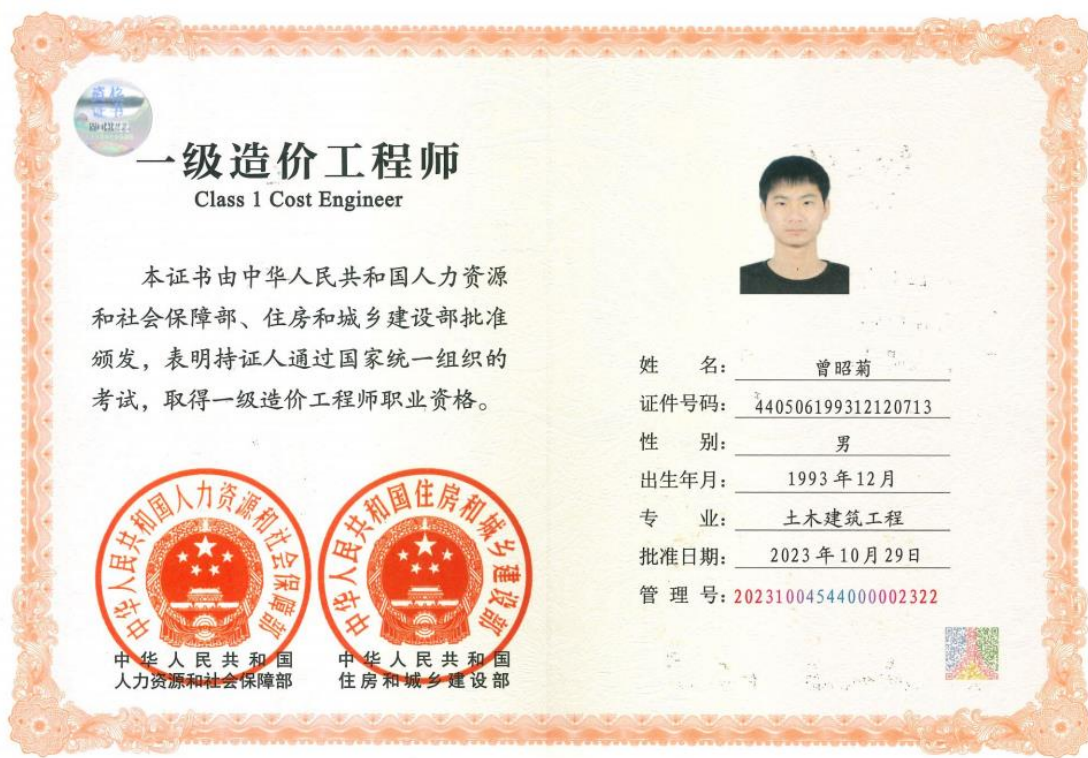 资格
证书
一级造价工程师
Class 1 Cost Engineer
本证书由中华人民共和国人力资源
和社会保障部、住房和城乡建设部批准
颁发，表明持证人通过国家统一组织的
考试，取得一级造价工程师职业资格。
中华人民共和国人力资源和社会保障部
中华人民共和国住房和城乡建设部
中华人民共和国
人力资源和社会保障部
中华人民共和国
住房和城乡建设部
姓 名：曾昭菊
证件号码：440506199312120713
性 别：男
出生年月：1993年12月
专 业：土木建筑工程
批准日期：2023年10月29日
管 理 号：20231004544000002322